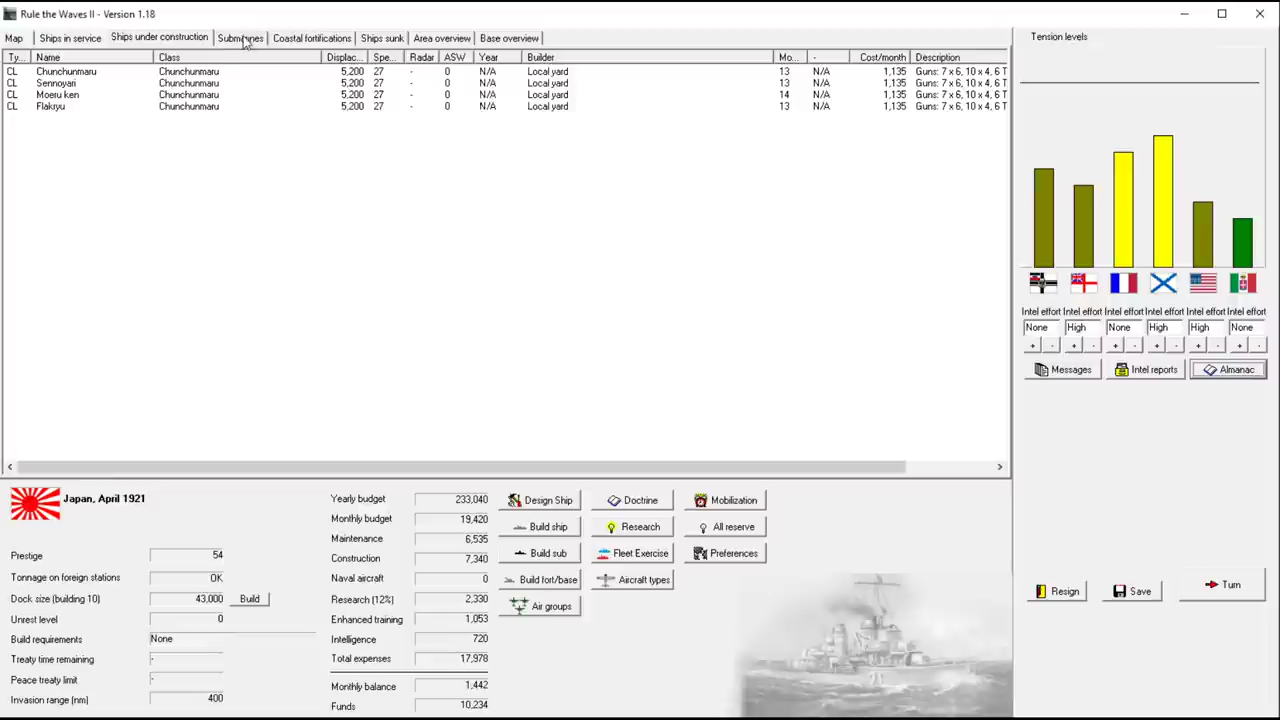 Rule the Waves II - Version 1.18
Map Ships in service Ships under construction Submarines Coastal fortifications Ships sunk Area overview Base overview
Ty... Name Class Displac... Spe... Radar ASW Year Builder Mo... - Cost/month Description
CL Chunchunmaru Chunchunmaru 5,200 27 - 0 N/A Local yard 13 N/A 1,135 Guns: 7 x 6, 10 x 4, 6 T
CL Sennoyari Chunchunmaru 5,200 27 - 0 N/A Local yard 13 N/A 1,135 Guns: 7 x 6, 10 x 4, 6 T
CL Moeru ken Chunchunmaru 5,200 27 - 0 N/A Local yard 14 N/A 1,135 Guns: 7 x 6, 10 x 4, 6 T
CL Flakryu Chunchunmaru 5,200 27 - 0 N/A Local yard 13 N/A 1,135 Guns: 7 x 6, 10 x 4, 6 T
Tension levels
Intel effort Intel effort Intel effort Intel effort Intel effort Intel effort
None High None High High None
+ - + - + - + - + - + -
Messages Intel reports Almanac
Japan, April 1921
Prestige 54
Tonnage on foreign stations OK
Dock size (building 10) 43,000 Build
Unrest level 0
Build requirements None
Treaty time remaining -
Peace treaty limit -
Invasion range (nm) 400
Yearly budget 233,040
Monthly budget 19,420
Maintenance 6,535
Construction 7,340
Naval aircraft 0
Research (12%) 2,330
Enhanced training 1,053
Intelligence 720
Total expenses 17,978
Monthly balance 1,442
Funds 10,234
Design Ship Doctrine Mobilization
Build ship Research All reserve
Build sub Fleet Exercise Preferences
Build fort/base Aircraft types
Air groups
Resign Save Turn